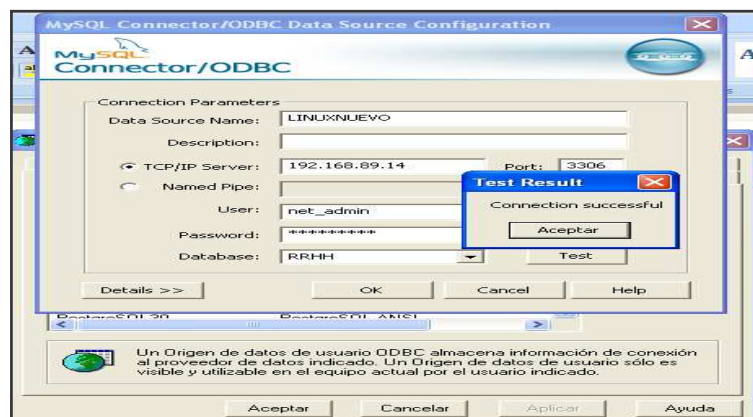 MySQL Connector/ODBC Data Source Configuration
MySQL
Connector/ODBC
Connection Parameters
Data Source Name: LINUXNUEVO
Description:
TCP/IP Server: 192.168.89.14 Port: 3306
Named Pipe:
User: net_admin
Password: *********
Database: RRHH Test
Test Result
Connection successful
Aceptar
Details >> OK Cancel Help
Un Origen de datos de usuario ODBC almacena información de conexión
al proveedor de datos indicado. Un Origen de datos de usuario sólo es
visible y utilizable en el equipo actual por el usuario indicado.
Aceptar Cancelar Aplicar Ayuda